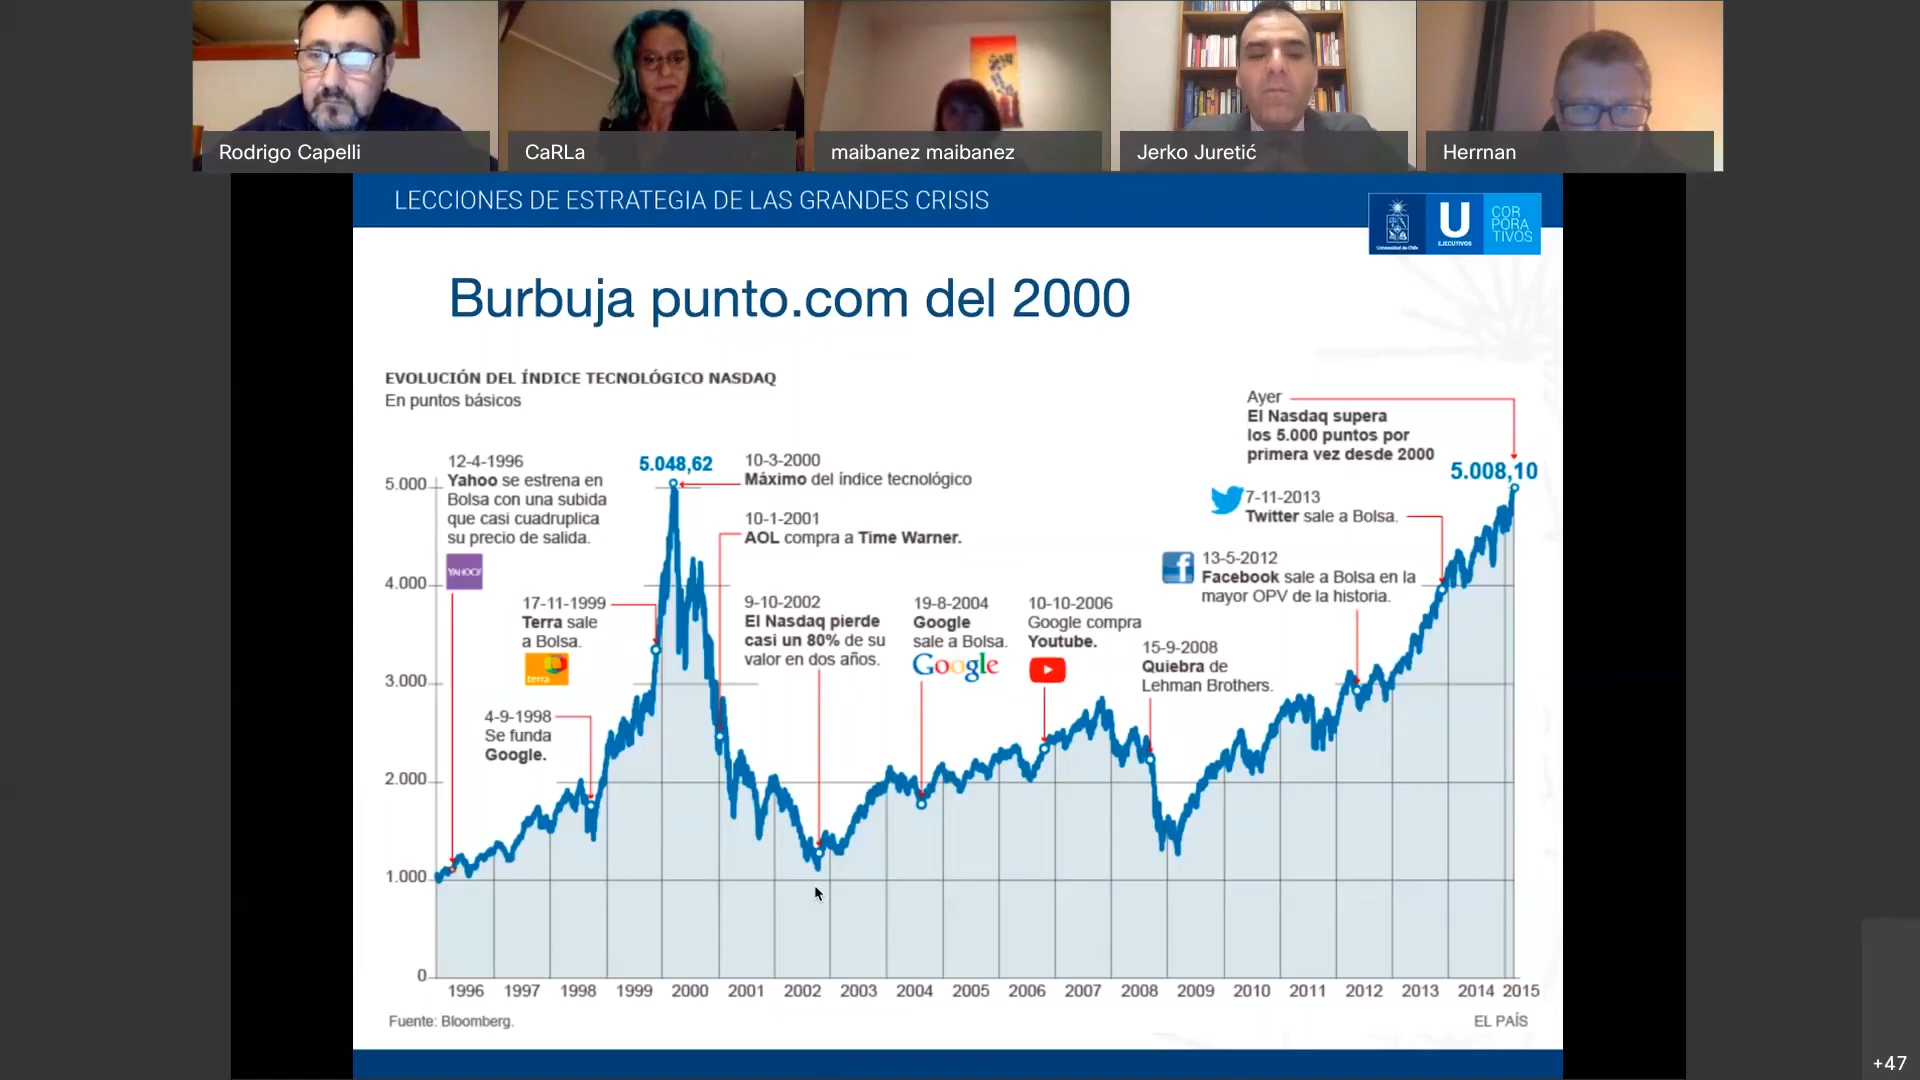 Rodrigo Capelli
CaRLa
maibanez maibanez
Jerko Juretić
Herrnan
LECCIONES DE ESTRATEGIA DE LAS GRANDES CRISIS
Universidad de Chile
U
EJECUTIVOS
COR
PORA
TIVOS
Burbuja punto.com del 2000
EVOLUCIÓN DEL ÍNDICE TECNOLÓGICO NASDAQ
En puntos básicos
12-4-1996
Yahoo se estrena en
Bolsa con una subida
que casi cuadruplica
su precio de salida.
YAHOO!
17-11-1999
Terra sale
a Bolsa.
terra
4-9-1998
Se funda
Google.
5.048,62
10-3-2000
Máximo del índice tecnológico
10-1-2001
AOL compra a Time Warner.
9-10-2002
El Nasdaq pierde
casi un 80% de su
valor en dos años.
19-8-2004
Google
sale a Bolsa.
Google
10-10-2006
Google compra
Youtube.
15-9-2008
Quiebra de
Lehman Brothers.
13-5-2012
Facebook sale a Bolsa en la
mayor OPV de la historia.
7-11-2013
Twitter sale a Bolsa.
Ayer
El Nasdaq supera
los 5.000 puntos por
primera vez desde 2000
5.008,10
5.000
4.000
3.000
2.000
1.000
0
1996 1997 1998 1999 2000 2001 2002 2003 2004 2005 2006 2007 2008 2009 2010 2011 2012 2013 2014 2015
Fuente: Bloomberg.
EL PAÍS
+47